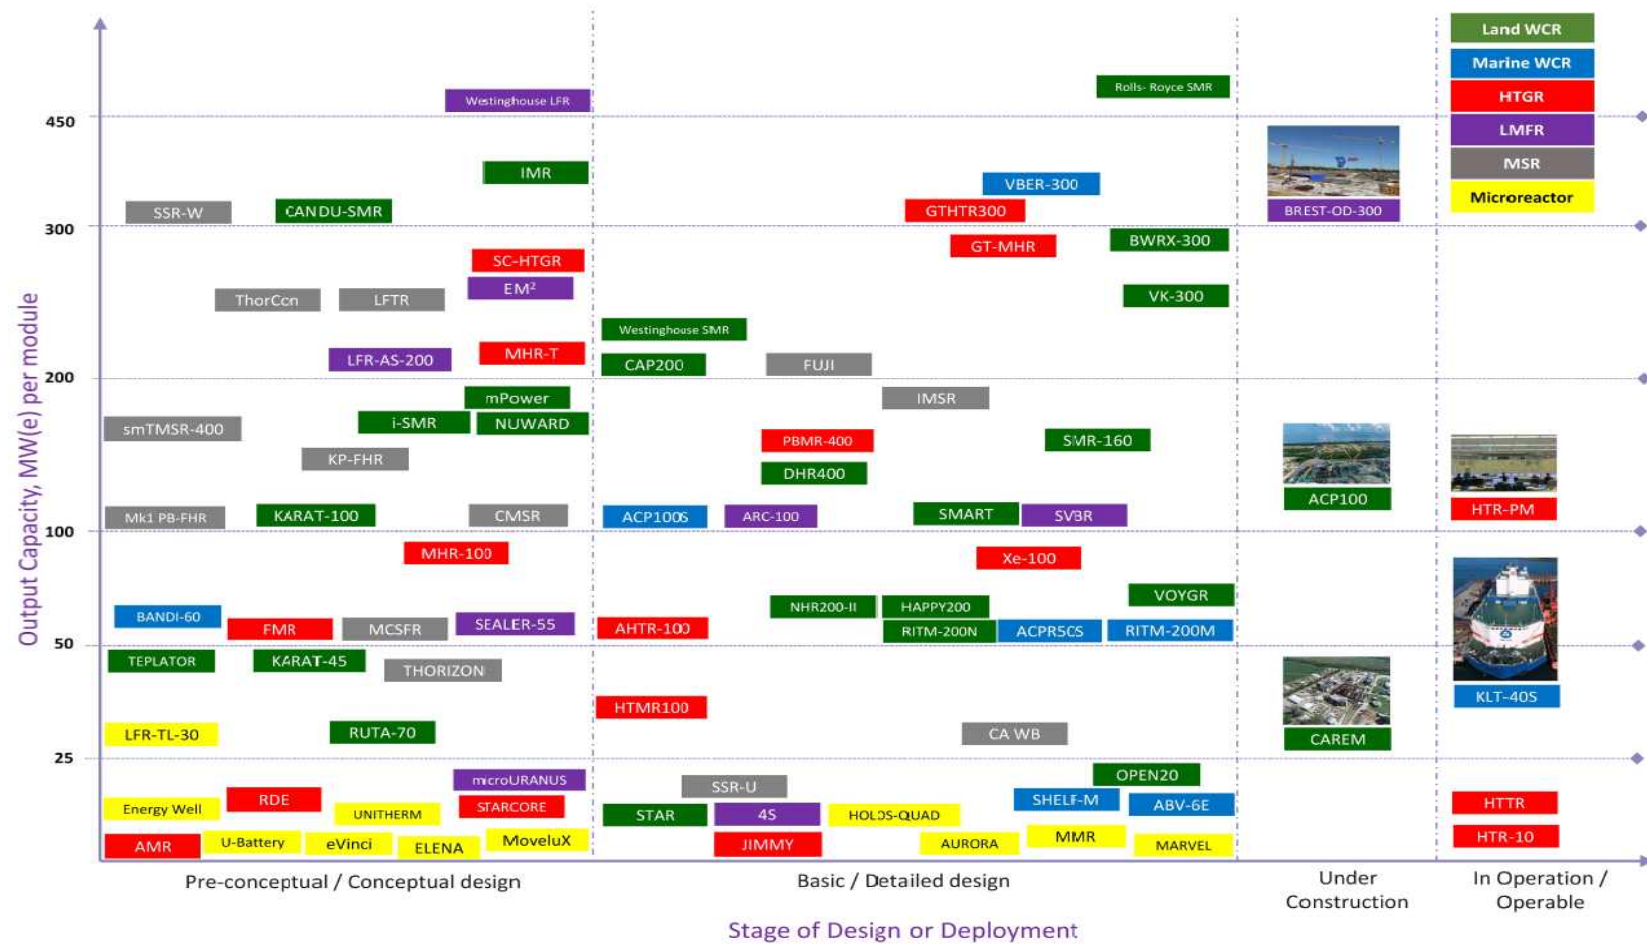 Land WCR
Marine WCR
HTGR
LMFR
MSR
Microreactor
Output Capacity, MW(e) per module
450
300
200
100
50
25
Westinghouse LFR
Rolls- Royce SMR
IMR
VBER-300
SSR-W
CANDU-SMR
GTHTR300
BREST-OD-300
GT-MHR
BWRX-300
SC-HTGR
EM²
ThorCon
LFTR
VK-300
Westinghouse SMR
LFR-AS-200
MHR-T
CAP200
FUJI
mPower
IMSR
smTMSR-400
i-SMR
NUWARD
PBMR-400
SMR-160
KP-FHR
DHR400
ACP100
HTR-PM
Mk1 PB-FHR
KARAT-100
CMSR
ACP100S
ARC-100
SMART
SVBR
MHR-100
Xe-100
VOYGR
BANDI-60
FMR
MCSFR
SEALER-55
AHTR-100
NHR200-II
HAPPY200
RITM-200N
ACPR50S
RITM-200M
TEPLATOR
KARAT-45
THORIZON
HTMR100
KLT-40S
LFR-TL-30
RUTA-70
CA WB
CAREM
microURANUS
SSR-U
OPEN20
Energy Well
RDE
UNITHERM
STARCORE
STAR
4S
HOLOS-QUAD
SHELF-M
ABV-6E
HTTR
AMR
U-Battery
eVinci
ELENA
MoveluX
JIMMY
AURORA
MMR
MARVEL
HTR-10
Pre-conceptual / Conceptual design
Basic / Detailed design
Under
Construction
In Operation /
Operable
Stage of Design or Deployment